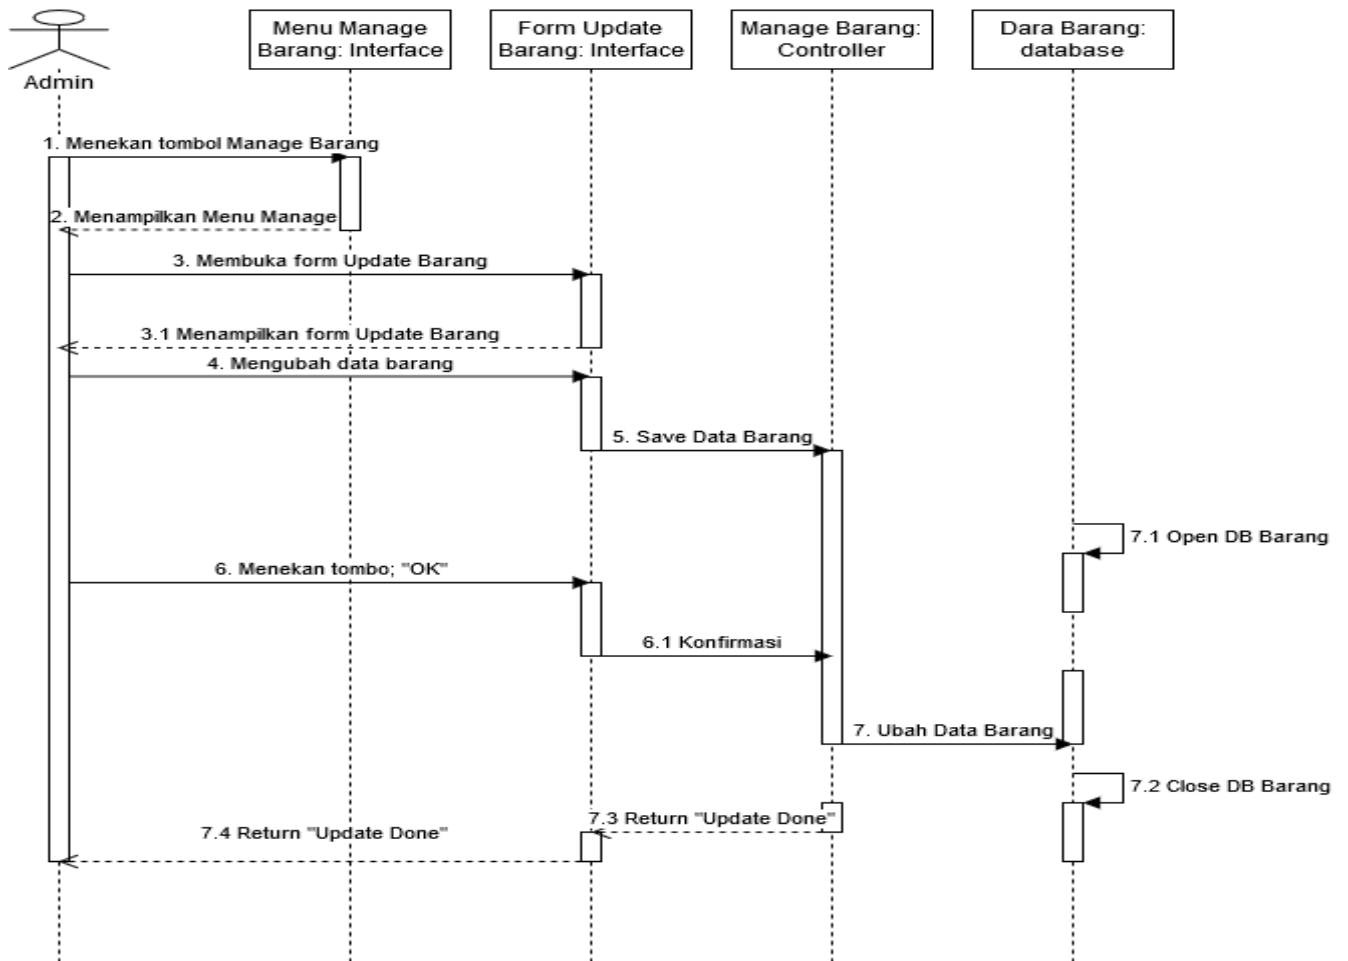 Menu Manage
Barang: Interface
Form Update
Barang: Interface
Manage Barang:
Controller
Dara Barang:
database
Admin
1. Menekan tombol Manage Barang
2. Menampilkan Menu Manage
3. Membuka form Update Barang
3.1 Menampilkan form Update Barang
4. Mengubah data barang
5. Save Data Barang
7.1 Open DB Barang
6. Menekan tombo; "OK"
6.1 Konfirmasi
7. Ubah Data Barang
7.2 Close DB Barang
7.3 Return "Update Done"
7.4 Return "Update Done"